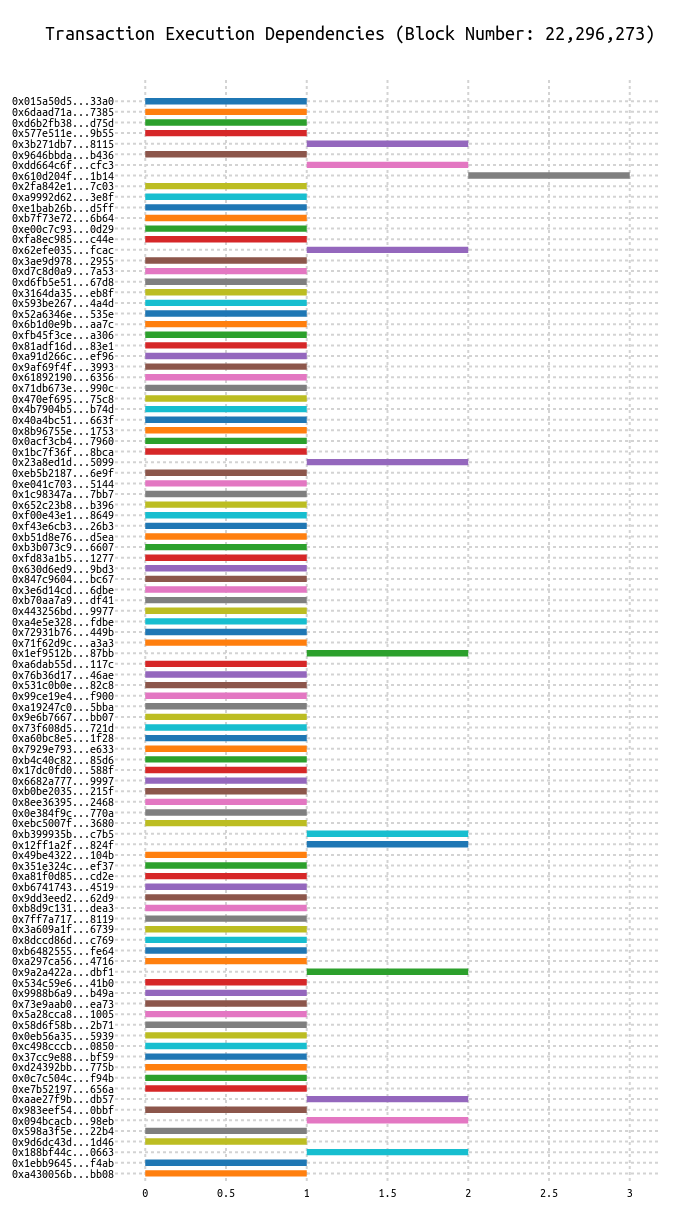 Transaction Execution Dependencies (Block Number: 22,296,273)
0x015a50d5...33a0
0x6daad71a...7385
0xd6b2fb38...d75d
0x577e511e...9b55
0x3b271db7...8115
0x9646bbda...b436
0xdd664c6f...cfc3
0x610d204f...1b14
0x2fa842e1...7c03
0xa9992d62...3e8f
0xe1bab26b...d5ff
0xb7f73e72...6b64
0xe00c7c93...0d29
0xfa8ec985...c44e
0x62efe035...fcac
0x3ae9d978...2955
0xd7c8d0a9...7a53
0xd6fb5e51...67d8
0x3164da35...eb8f
0x593be267...4a4d
0x52a6346e...535e
0x6b1d0e9b...aa7c
0xfb45f3ce...a306
0x81adf16d...83e1
0xa91d266c...ef96
0x9af69f4f...3993
0x61892190...6356
0x71db673e...990c
0x470ef695...75c8
0x4b7904b5...b74d
0x40a4bc51...663f
0x8b96755e...1753
0x0acf3cb4...7960
0x1bc7f36f...8bca
0x23a8ed1d...5099
0xeb5b2187...6e9f
0xe041c703...5144
0x1c98347a...7bb7
0x652c23b8...b396
0xf00e43e1...8649
0xf43e6cb3...26b3
0xb51d8e76...d5ea
0xb3b073c9...6607
0xfd83a1b5...1277
0x630d6ed9...9bd3
0x847c9604...bc67
0x3e6d14cd...6dbe
0xb70aa7a9...df41
0x443256bd...9977
0xa4e5e328...fdbe
0x72931b76...449b
0x71f62d9c...a3a3
0x1ef9512b...87bb
0xa6dab55d...117c
0x76b36d17...46ae
0x531c0b0e...82c8
0x99ce19e4...f900
0xa19247c0...5bba
0x9e6b7667...bb07
0x73f608d5...721d
0xa60bc8e5...1f28
0x7929e793...e633
0xb4c40c82...85d6
0x17dc0fd0...588f
0x6682a777...9997
0xb0be2035...215f
0x8ee36395...2468
0x0e384f9c...770a
0xebc5007f...3680
0xb399935b...c7b5
0x12ff1a2f...824f
0x49be4322...104b
0x351e324c...ef37
0xa81f0d85...cd2e
0xb6741743...4519
0x9dd3eed2...62d9
0xb8d9c131...dea3
0x7ff7a717...8119
0x3a609a1f...6739
0x8dccd86d...c769
0xb6482555...fe64
0xa297ca56...4716
0x9a2a422a...dbf1
0x534c59e6...41b0
0x9988b6a9...b49a
0x73e9aab0...ea73
0x5a28cca8...1005
0x58d6f58b...2b71
0x0eb56a35...5939
0xc498cccb...0850
0x37cc9e88...bf59
0xd24392bb...775b
0x0c7c504c...f94b
0xe7b52197...656a
0xaae27f9b...db57
0x983eef54...0bbf
0x094bcacb...98eb
0x598a3f5e...22b4
0x9d6dc43d...1d46
0x188bf44c...0663
0x1ebb9645...f4ab
0xa430056b...bb08
0 0.5 1 1.5 2 2.5 3